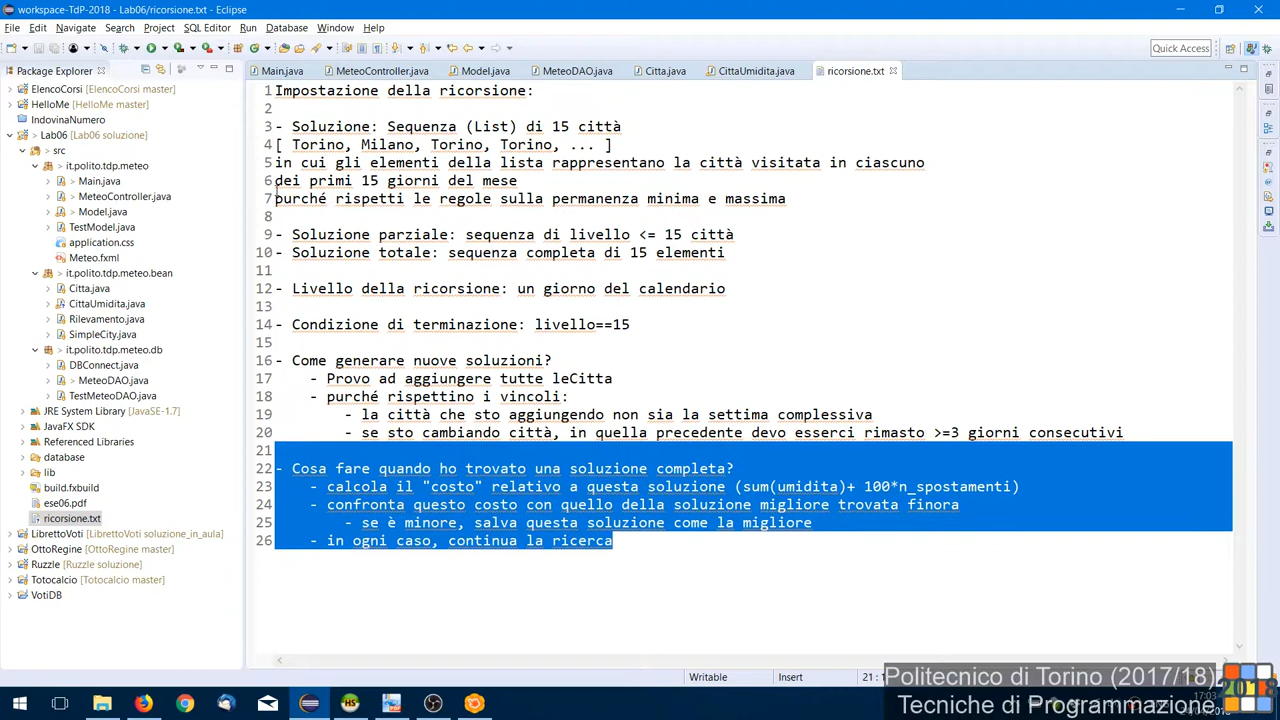 workspace-TdP-2018 - Lab06/ricorsione.txt - Eclipse
File Edit Navigate Search Project SQL Editor Run Database Window Help
Quick Access
Package Explorer
Main.java MeteoController.java Model.java MeteoDAO.java Citta.java CittaUmidita.java ricorsione.txt
ElencoCorsi [ElencoCorsi master]
HelloMe [HelloMe master]
IndovinaNumero
> Lab06 [Lab06 soluzione]
> src
> it.polito.tdp.meteo
> Main.java
> MeteoController.java
> Model.java
TestModel.java
application.css
Meteo.fxml
> it.polito.tdp.meteo.bean
Citta.java
CittaUmidita.java
Rilevamento.java
SimpleCity.java
> it.polito.tdp.meteo.db
DBConnect.java
> MeteoDAO.java
TestMeteoDAO.java
JRE System Library [JavaSE-1.7]
JavaFX SDK
Referenced Libraries
database
lib
build.fxbuild
ese06.pdf
ricorsione.txt
LibrettoVoti [LibrettoVoti soluzione_in_aula]
OttoRegine [OttoRegine master]
Ruzzle [Ruzzle soluzione]
Totocalcio [Totocalcio master]
VotiDB
1 Impostazione della ricorsione:
2
3 - Soluzione: Sequenza (List) di 15 città
4 [ Torino, Milano, Torino, Torino, ... ]
5 in cui gli elementi della lista rappresentano la città visitata in ciascuno
6 dei primi 15 giorni del mese
7 purché rispetti le regole sulla permanenza minima e massima
8
9 - Soluzione parziale: sequenza di livello <= 15 città
10 - Soluzione totale: sequenza completa di 15 elementi
11
12 - Livello della ricorsione: un giorno del calendario
13
14 - Condizione di terminazione: livello==15
15
16 - Come generare nuove soluzioni?
17 - Provo ad aggiungere tutte leCitta
18 - purché rispettino i vincoli:
19 - la città che sto aggiungendo non sia la settima complessiva
20 - se sto cambiando città, in quella precedente devo esserci rimasto >=3 giorni consecutivi
21
22 - Cosa fare quando ho trovato una soluzione completa?
23 - calcola il "costo" relativo a questa soluzione (sum(umidita)+ 100*n_spostamenti)
24 - confronta questo costo con quello della soluzione migliore trovata finora
25 - se è minore, salva questa soluzione come la migliore
26 - in ogni caso, continua la ricerca
Writable Insert 21 :
Politecnico di Torino (2017/18)
Tecniche di Programmazione
2018
17:03